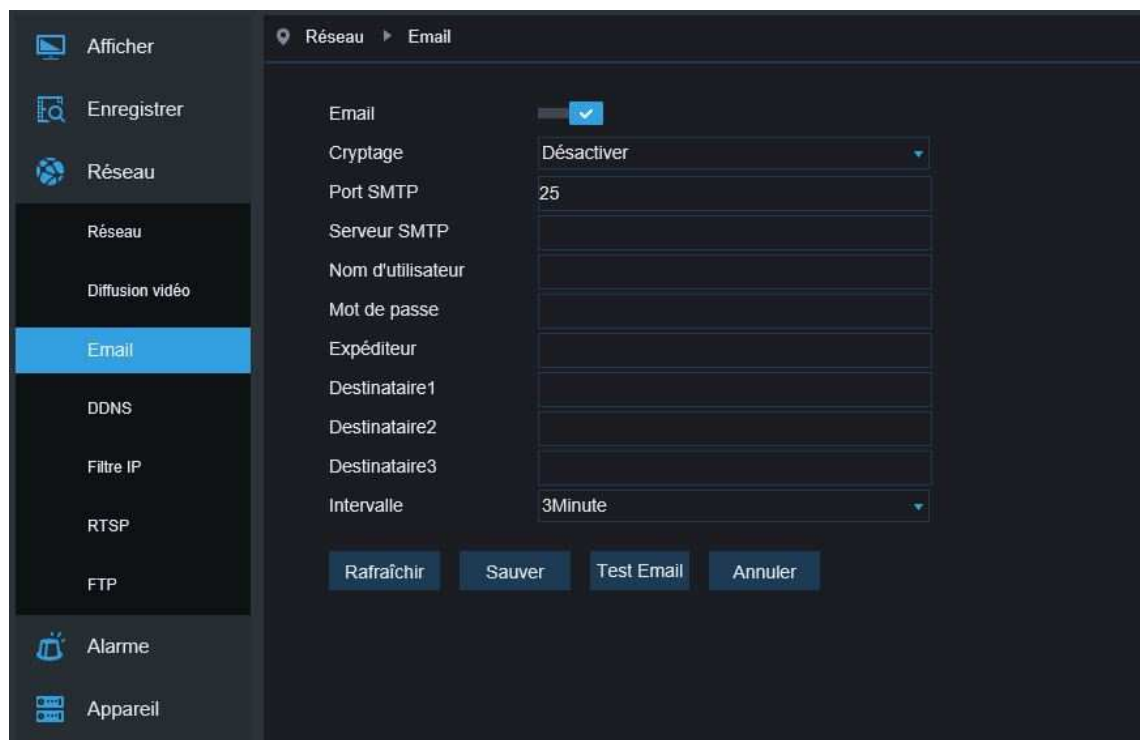 Afficher
Enregistrer
Réseau
Réseau
Diffusion vidéo
Email
DDNS
Filtre IP
RTSP
FTP
Alarme
Appareil
Réseau Email
Email
Cryptage Désactiver
Port SMTP 25
Serveur SMTP
Nom d'utilisateur
Mot de passe
Expéditeur
Destinataire1
Destinataire2
Destinataire3
Intervalle 3Minute
Rafraîchir Sauver Test Email Annuler